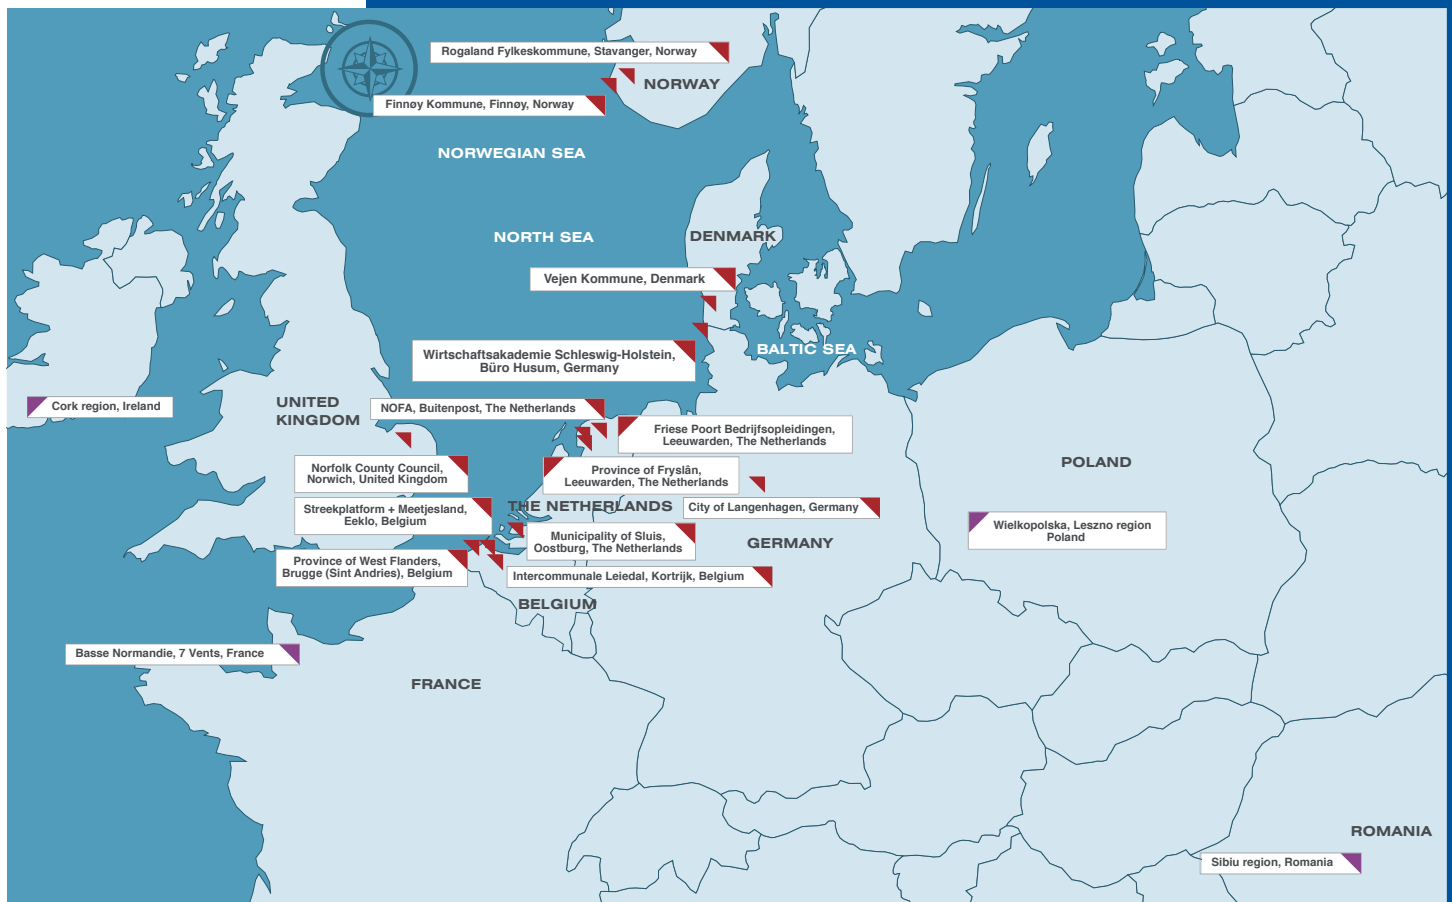 Rogaland Fylkeskommune, Stavanger, Norway
NORWAY
Finnøy Kommune, Finnøy, Norway
NORWEGIAN SEA
NORTH SEA
DENMARK
Vejen Kommune, Denmark
BALTIC SEA
Wirtschaftsakademie Schleswig-Holstein,
Büro Husum, Germany
Cork region, Ireland
UNITED
KINGDOM
NOFA, Buitenpost, The Netherlands
Friese Poort Bedrijfsopleidingen,
Leeuwarden, The Netherlands
Norfolk County Council,
Norwich, United Kingdom
Province of Fryslân,
Leeuwarden, The Netherlands
POLAND
Streekplatform + Meetjesland,
Eeklo, Belgium
THE NETHERLANDS
City of Langenhagen, Germany
Wielkopolska, Leszno region
Poland
Municipality of Sluis,
Oostburg, The Netherlands
GERMANY
Province of West Flanders,
Brugge (Sint Andries), Belgium
Intercommunale Leiedal, Kortrijk, Belgium
BELGIUM
Basse Normandie, 7 Vents, France
FRANCE
ROMANIA
Sibiu region, Romania